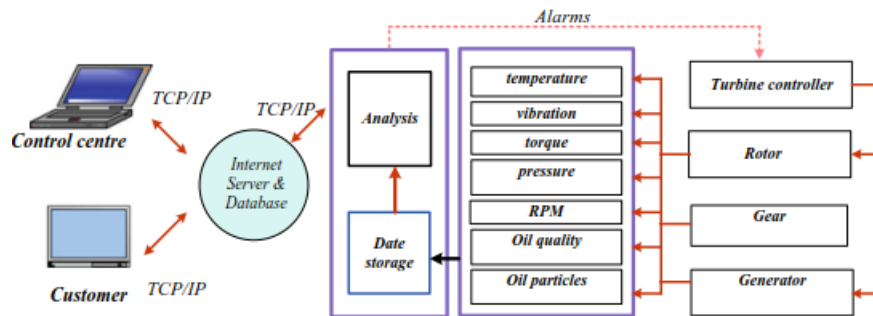 Alarms
TCP/IP
Control centre
TCP/IP
Internet
Server &
Database
Customer
TCP/IP
Analysis
Date
storage
temperature
vibration
torque
pressure
RPM
Oil quality
Oil particles
Turbine controller
Rotor
Gear
Generator